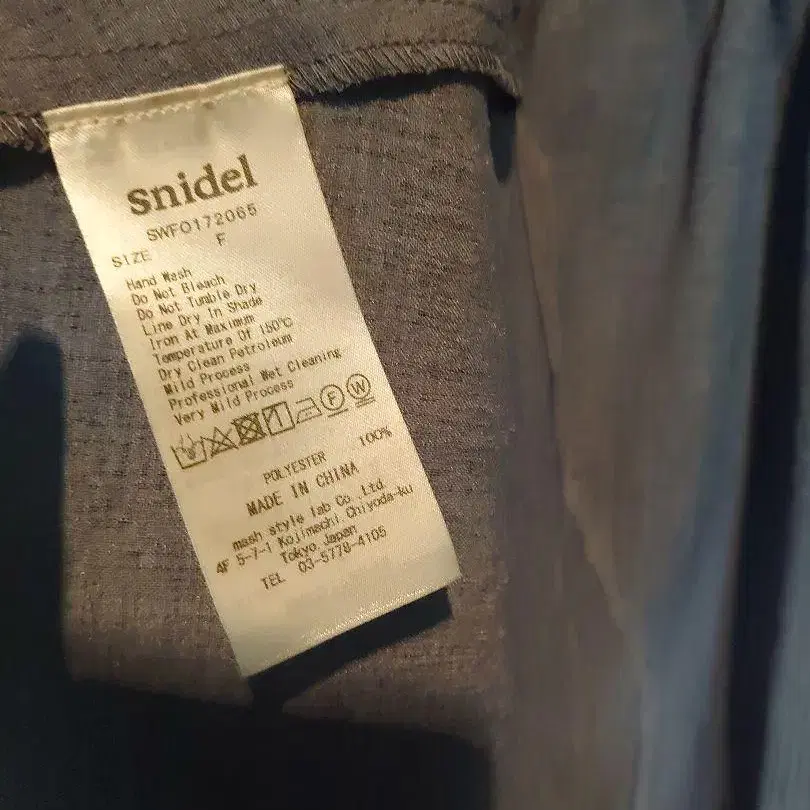 snidel
SWFO172065
SIZE F
Hand Wash
Do Not Bleach
Do Not Tumble Dry
Line Dry In Shade
Iron At Maximum
Temperature Of 150℃
Dry Clean Petroleum
Mild Process
Professional Wet Cleaning
Very Mild Process
F W
POLYESTER 100%
MADE IN CHINA
mash style lab Co.,Ltd.
4F 5-7-1 Kojimachi Chiyoda-ku
Tokyo Japan
TEL 03-5778-4105